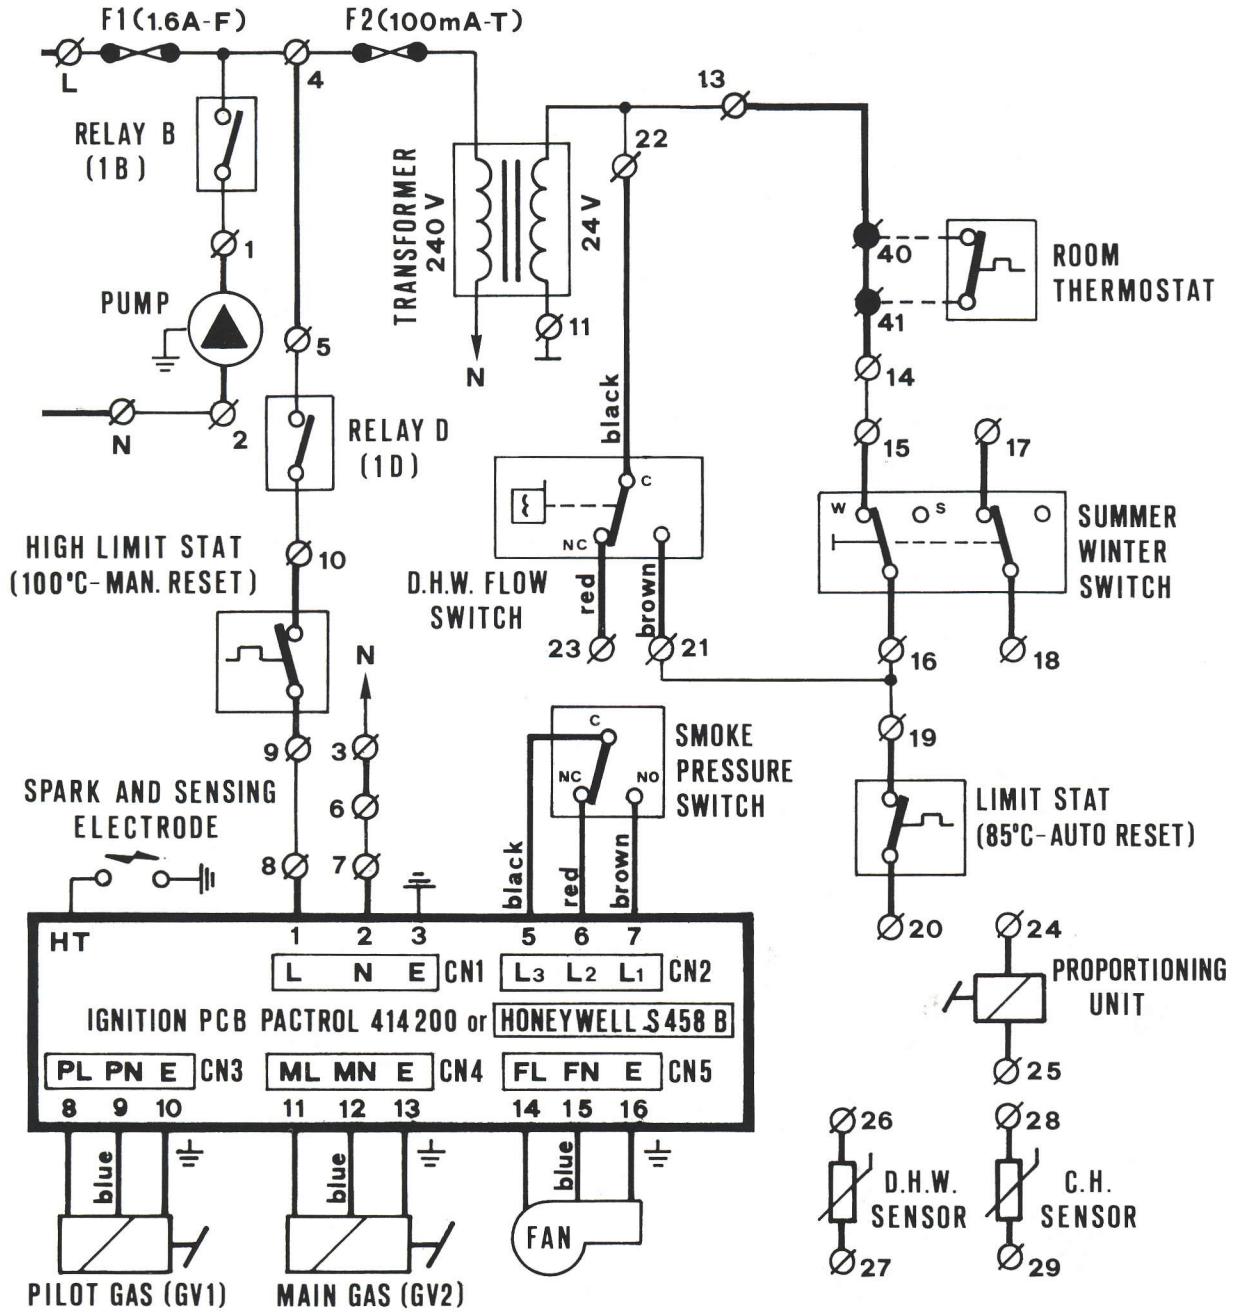 F1(1.6A-F)
F2(100mA-T)
L
4
13
RELAY B
(1B)
22
TRANSFORMER
240V
24V
1
40
ROOM
THERMOSTAT
PUMP
41
5
11
14
N
black
N
2
RELAY D
(1D)
15
17
C
W
S
SUMMER
WINTER
SWITCH
NC
HIGH LIMIT STAT
(100°C-MAN. RESET)
10
D.H.W. FLOW
SWITCH
red
brown
23
21
16
18
N
C
SMOKE
PRESSURE
SWITCH
NC
NO
19
9
3
6
SPARK AND SENSING
ELECTRODE
LIMIT STAT
(85°C-AUTO RESET)
8
7
black
red
brown
20
24
HT
1
2
3
5
6
7
L N E CN1
L3 L2 L1 CN2
PROPORTIONING
UNIT
IGNITION PCB PACTROL 414200 or HONEYWELL S458 B
PL PN E CN3
ML MN E CN4
FL FN E CN5
25
8 9 10
11 12 13
14 15 16
26
28
blue
blue
blue
D.H.W.
SENSOR
C.H.
SENSOR
FAN
27
29
PILOT GAS (GV1)
MAIN GAS (GV2)